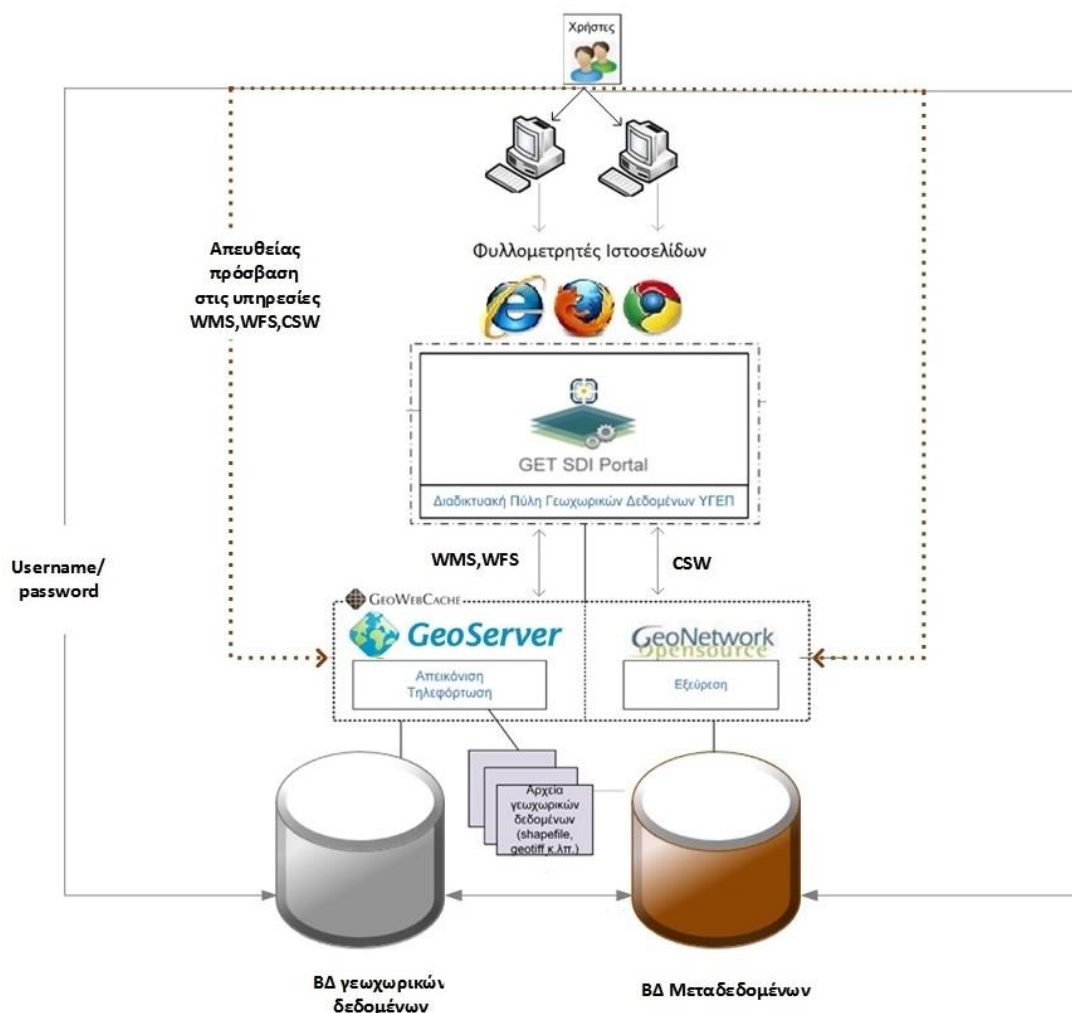 Χρήστες
Απευθείας
πρόσβαση
στις υπηρεσίες
WMS,WFS,CSW
Φυλλομετρητές Ιστοσελίδων
GET SDI Portal
Διαδικτυακή Πύλη Γεωχωρικών Δεδομένων ΥΓΕΠ
Username/
password
WMS,WFS
CSW
GEOWEBCACHE
GeoServer
Απεικόνιση
Τηλεφόρτωση
GeoNetwork
Opensource
Εξεύρεση
Αρχεία
γεωχωρικών
δεδομένων
(shapefile,
geotiff κ.λπ.)
ΒΔ γεωχωρικών
δεδομένων
ΒΔ Μεταδεδομένων